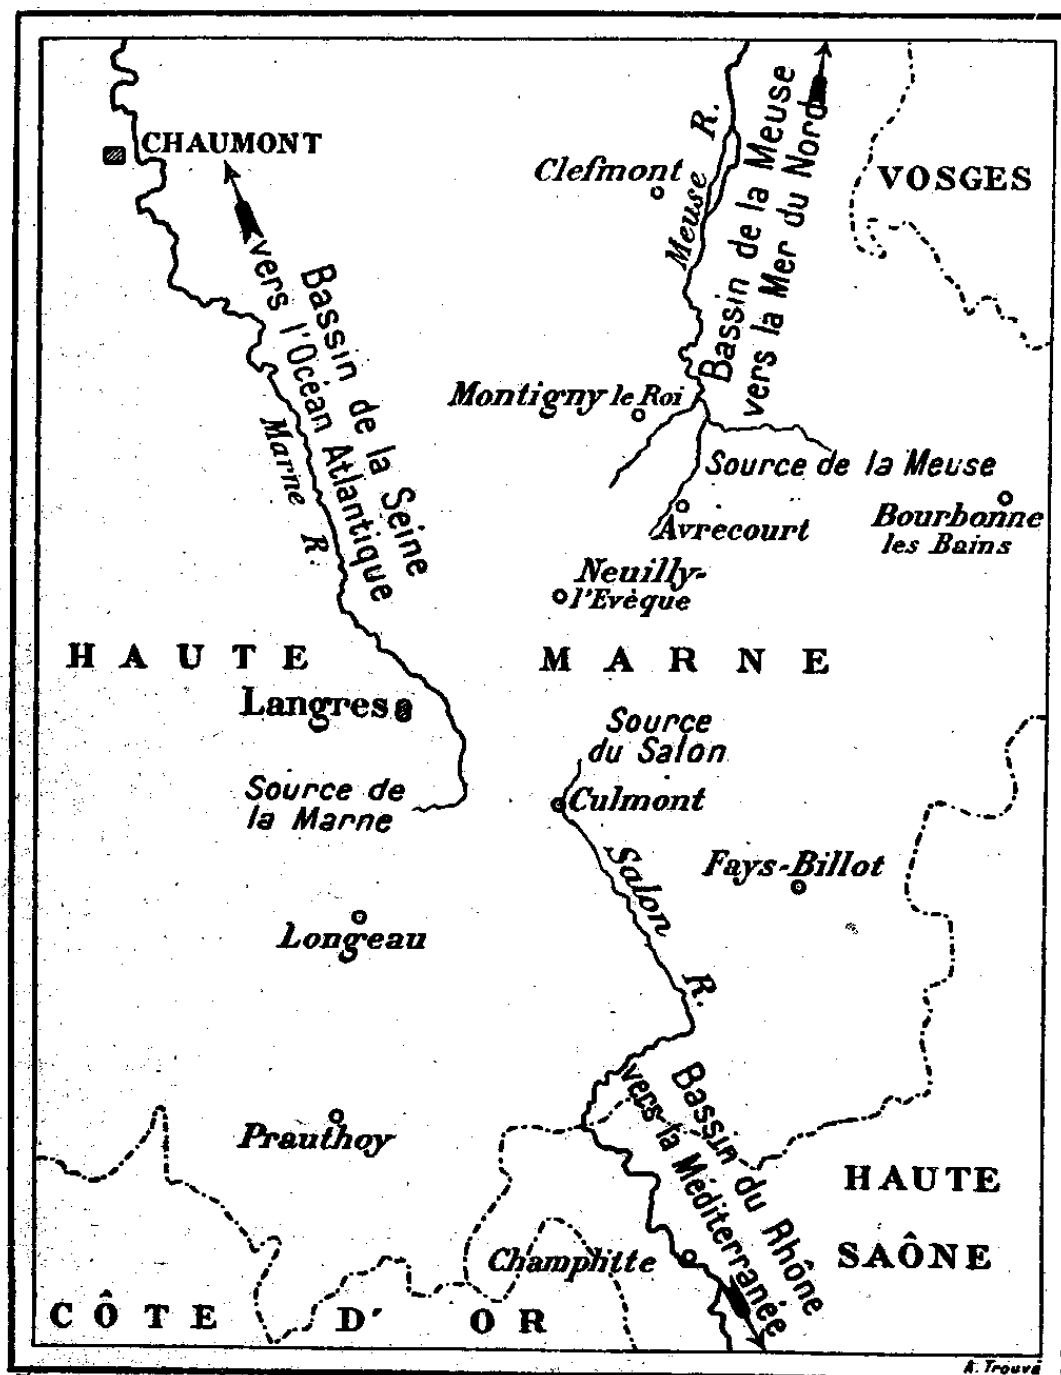 CHAUMONT
Clefmont
Meuse R.
Bassin de la Meuse
vers la Mer du Nord
VOSGES
Bassin de la Seine
vers l'Océan Atlantique
Marne R.
Montigny le Roi
Source de la Meuse
Avrecourt
Bourbonne
les Bains
Neuilly-
l'Evèque
HAUTE MARNE
Langres
Source
du Salon
Source de
la Marne
Culmont
Salon R.
Fays-Billot
Longeau
Prauthoy
Bassin du Rhône
vers la Méditerranée
HAUTE
SAÔNE
Champlitte
CÔTE D'OR
A. Trouvé